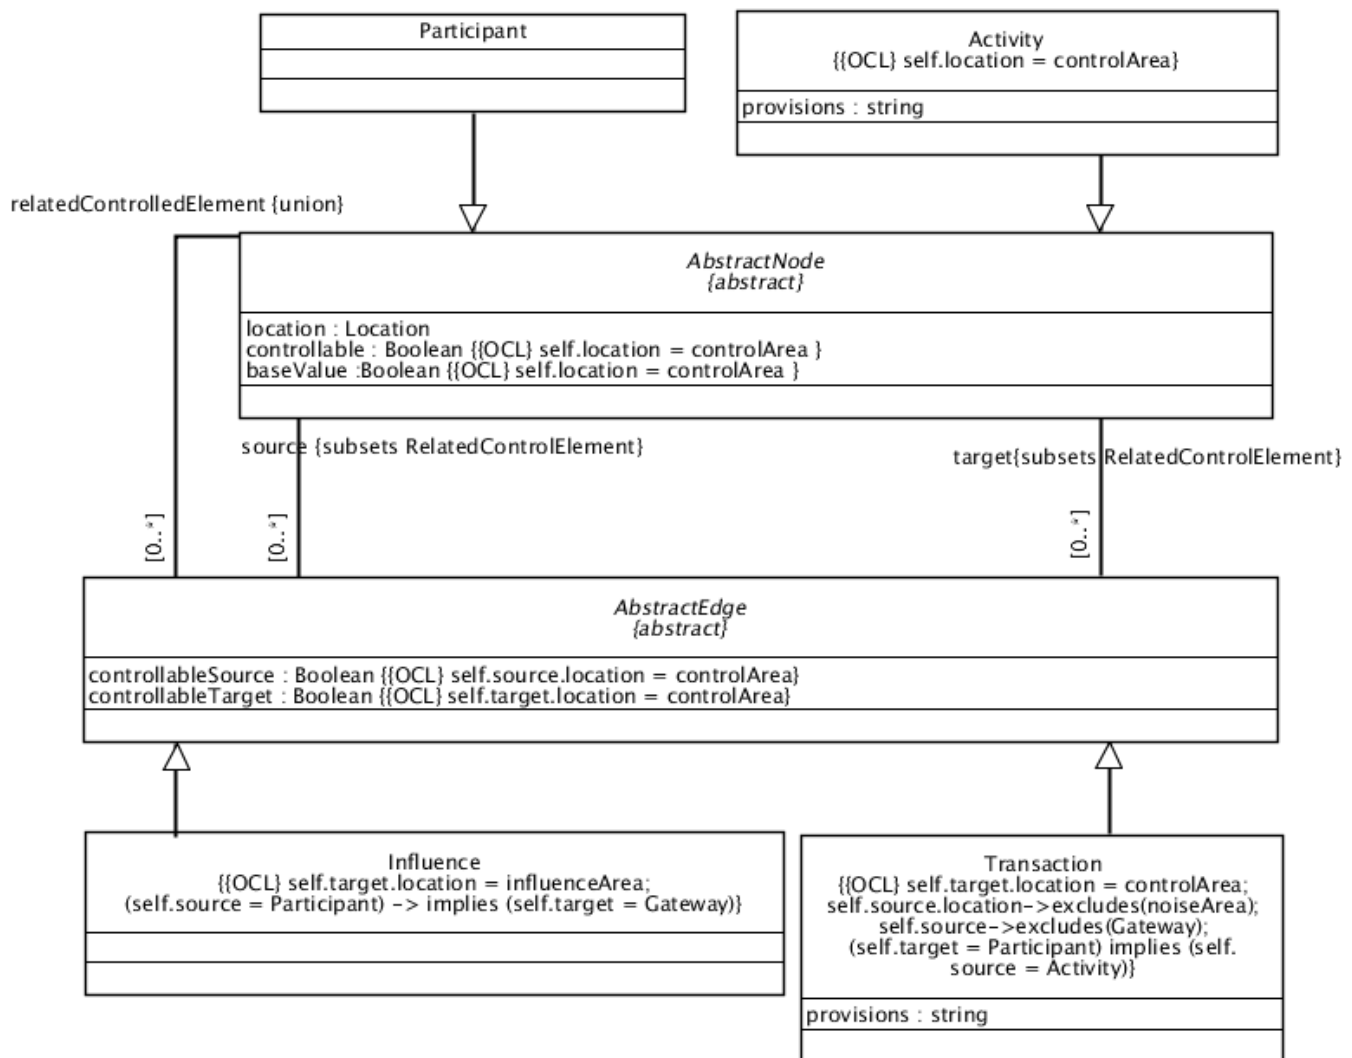 Participant
Activity
{{OCL} self.location = controlArea}
provisions : string
relatedControlledElement {union}
AbstractNode
{abstract}
location : Location
controllable : Boolean {{OCL} self.location = controlArea }
baseValue :Boolean {{OCL} self.location = controlArea }
source {subsets RelatedControlElement}
target{subsets RelatedControlElement}
[0..*]
[0..*]
[0..*]
AbstractEdge
{abstract}
controllableSource : Boolean {{OCL} self.source.location = controlArea}
controllableTarget : Boolean {{OCL} self.target.location = controlArea}
Influence
{{OCL} self.target.location = influenceArea;
(self.source = Participant) -> implies (self.target = Gateway)}
Transaction
{{OCL} self.target.location = controlArea;
self.source.location->excludes(noiseArea);
self.source->excludes(Gateway);
(self.target = Participant) implies (self.
source = Activity)}
provisions : string